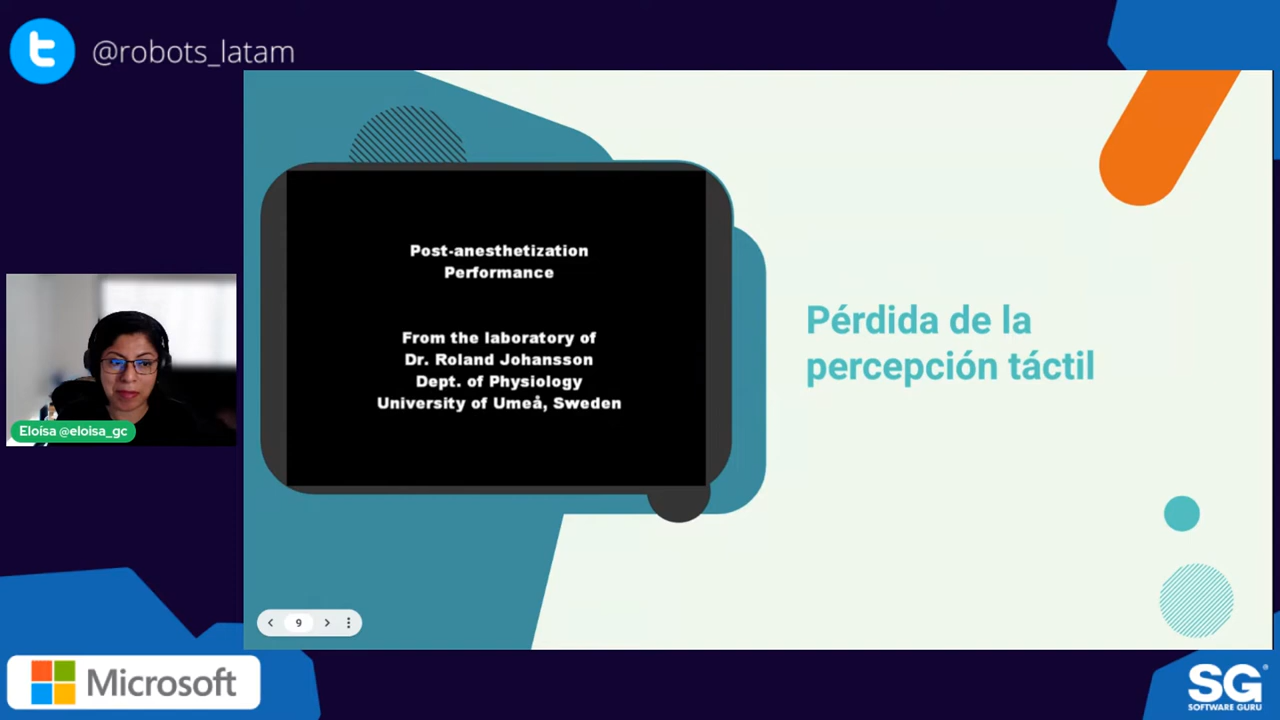 @robots_latam
Post-anesthetization
Performance
From the laboratory of
Dr. Roland Johansson
Dept. of Physiology
University of Umeå, Sweden
Pérdida de la
percepción táctil
Eloísa @eloisa_gc
9
Microsoft
SG
SOFTWARE GURU